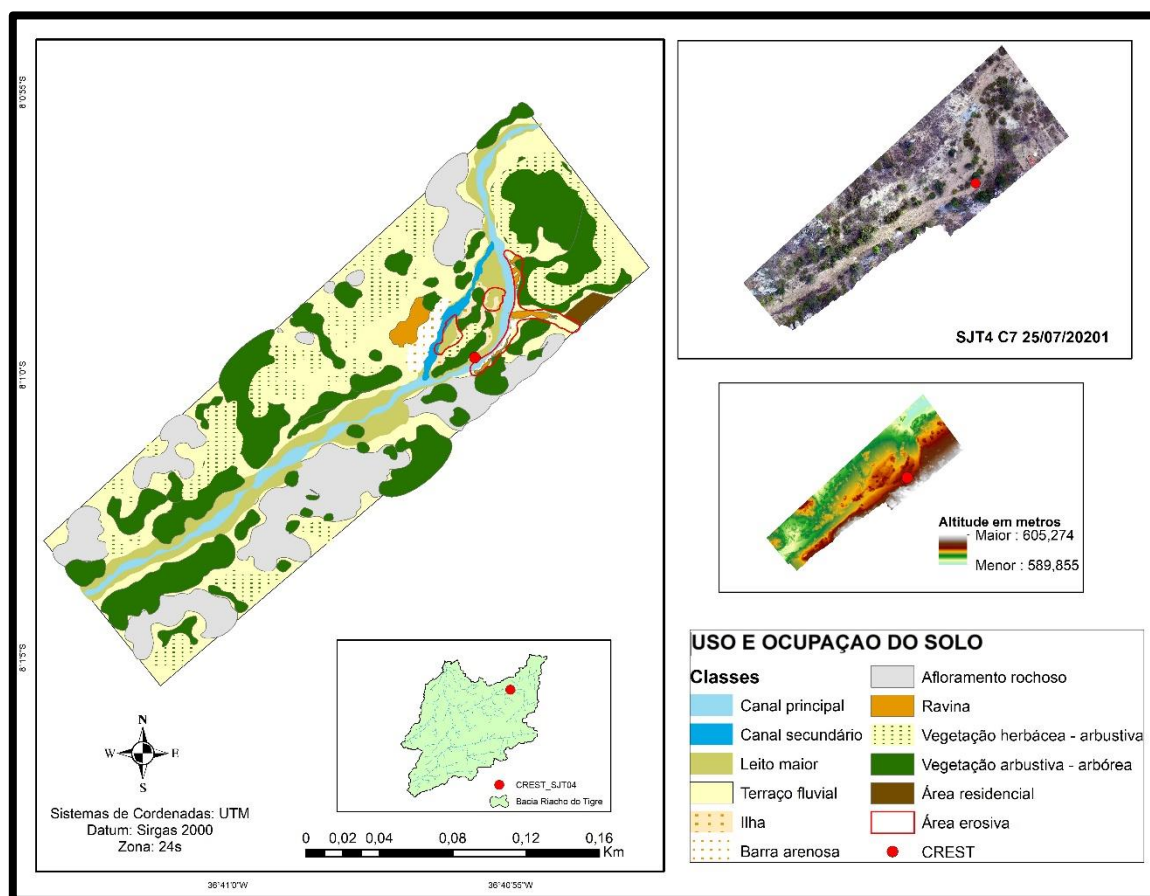 8°0'55"S
8°1'0"S
8°1'5"S
36°41'0"W
36°40'55"W
N
W E
S
Sistemas de Cordenadas: UTM
Datum: Sirgas 2000
Zona: 24s
CREST_SJT04
Bacia Riacho do Tigre
0 0,02 0,04 0,08 0,12 0,16
Km
SJT4 C7 25/07/20201
Altitude em metros
Maior : 605,274
Menor : 589,855
USO E OCUPAÇAO DO SOLO
Classes
Canal principal
Canal secundário
Leito maior
Terraço fluvial
Ilha
Barra arenosa
Afloramento rochoso
Ravina
Vegetação herbácea - arbustiva
Vegetação arbustiva - arbórea
Área residencial
Área erosiva
CREST